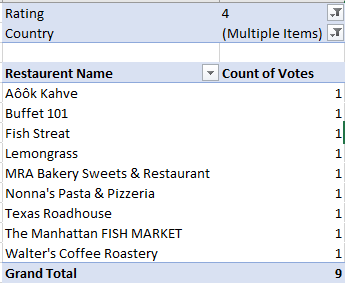 Rating 4
Country (Multiple Items)
Restaurent Name Count of Votes
Aôôk Kahve 1
Buffet 101 1
Fish Streat 1
Lemongrass 1
MRA Bakery Sweets & Restaurant 1
Nonna's Pasta & Pizzeria 1
Texas Roadhouse 1
The Manhattan FISH MARKET 1
Walter's Coffee Roastery 1
Grand Total 9